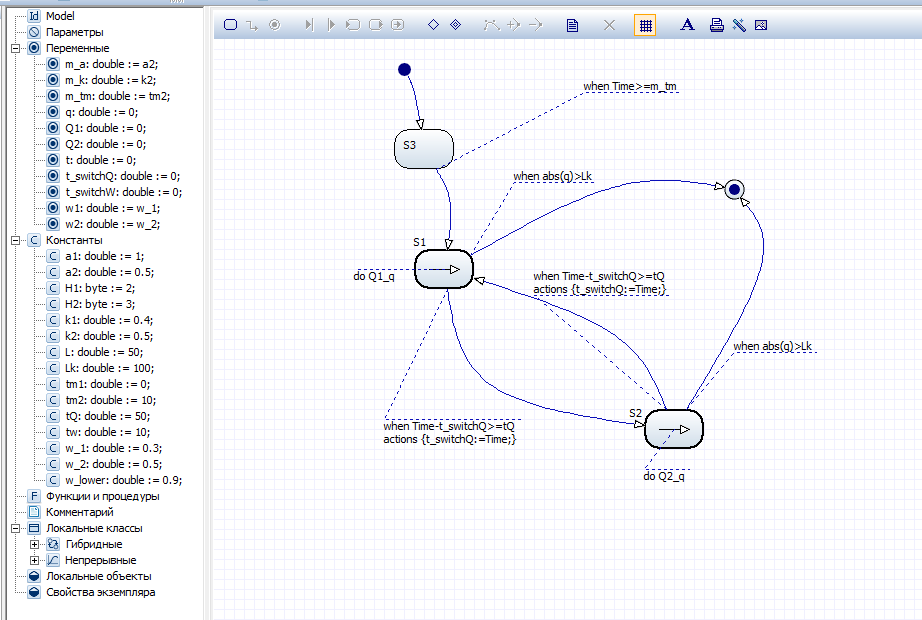 Model
Параметры
Переменные
m_a: double := a2;
m_k: double := k2;
m_tm: double := tm2;
q: double := 0;
Q1: double := 0;
Q2: double := 0;
t: double := 0;
t_switchQ: double := 0;
t_switchW: double := 0;
w1: double := w_1;
w2: double := w_2;
Константы
a1: double := 1;
a2: double := 0.5;
H1: byte := 2;
H2: byte := 3;
k1: double := 0.4;
k2: double := 0.5;
L: double := 50;
Lk: double := 100;
tm1: double := 0;
tm2: double := 10;
tQ: double := 50;
tw: double := 10;
w_1: double := 0.3;
w_2: double := 0.5;
w_lower: double := 0.9;
Функции и процедуры
Комментарий
Локальные классы
Гибридные
Непрерывные
Локальные объекты
Свойства экземпляра
when Time>=m_tm
S3
when abs(q)>Lk
S1
do Q1_q
when Time-t_switchQ>=tQ
actions {t_switchQ:=Time;}
when abs(q)>Lk
S2
when Time-t_switchQ>=tQ
actions {t_switchQ:=Time;}
do Q2_q